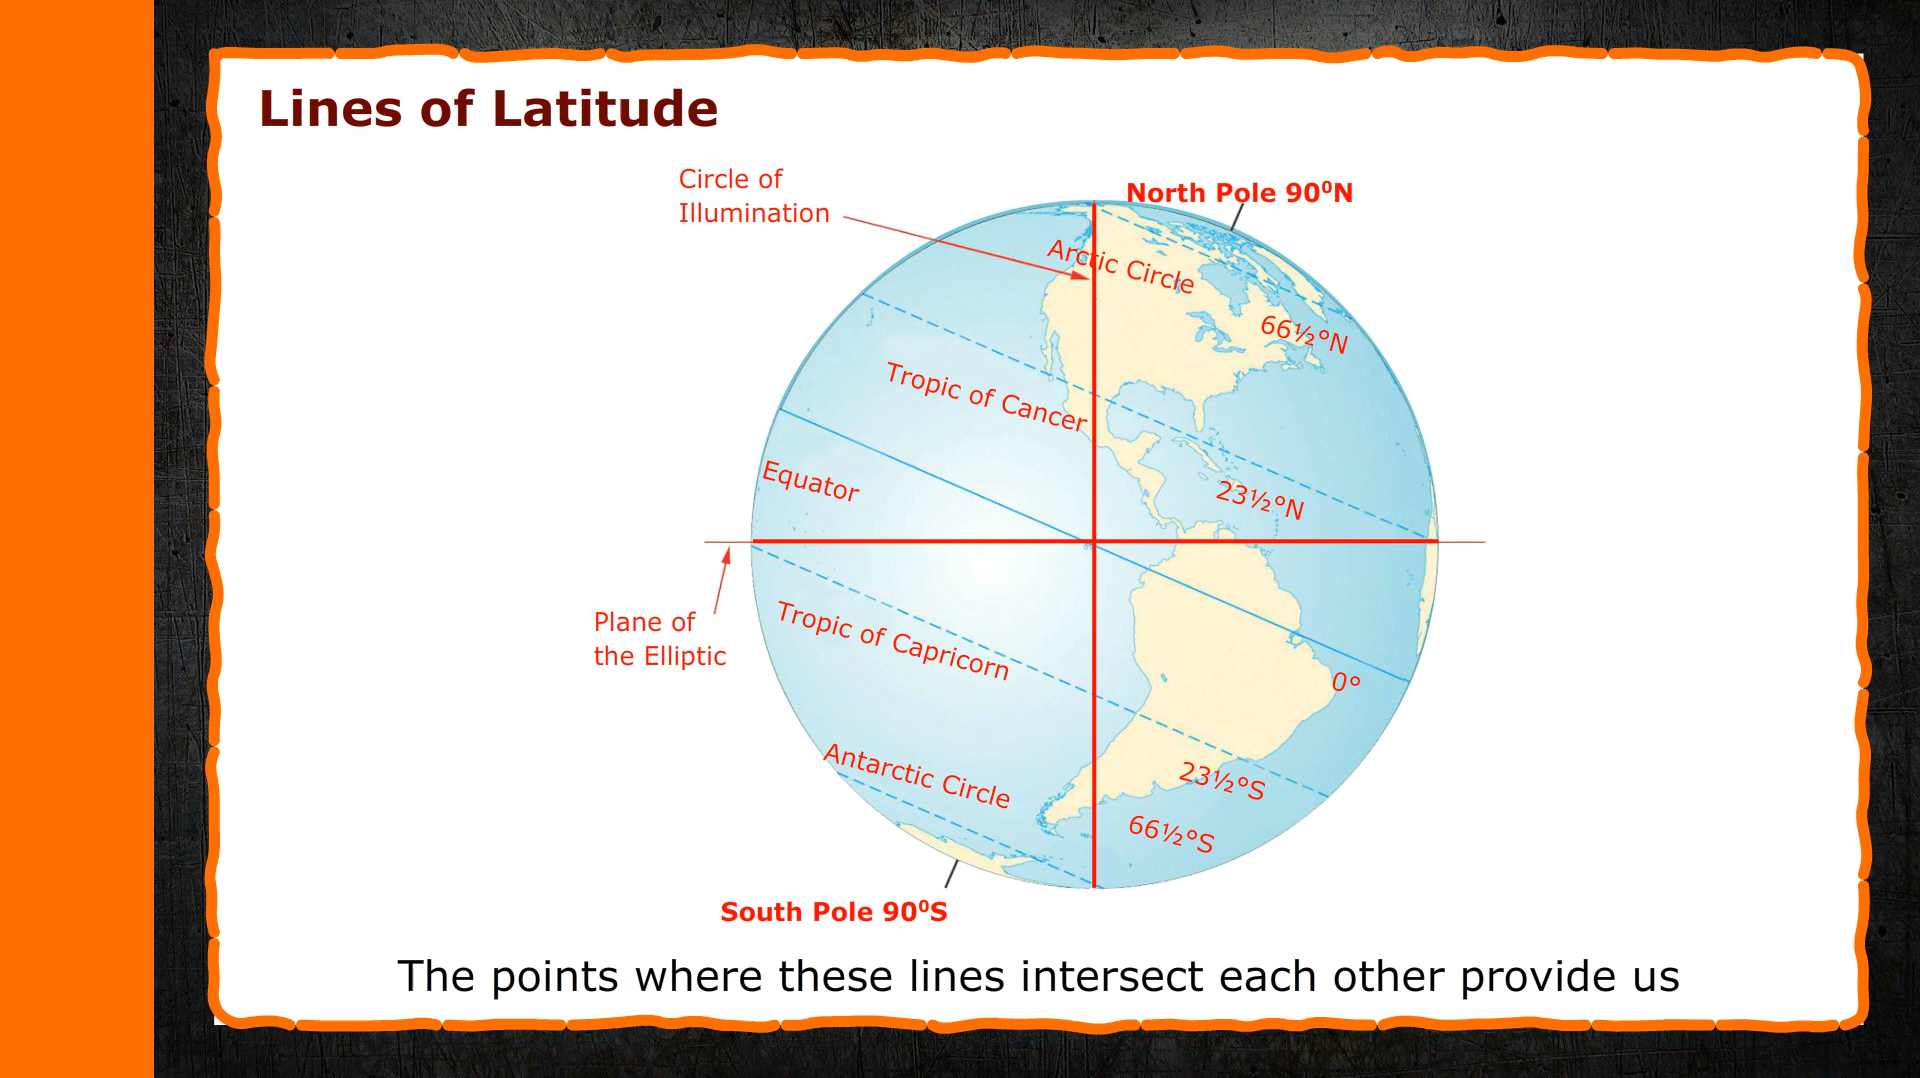 Lines of Latitude
Circle of
Illumination
North Pole 90⁰N
Arctic Circle
66½°N
Tropic of Cancer
23½°N
Equator
Plane of
the Elliptic
Tropic of Capricorn
0°
Antarctic Circle
23½°S
66½°S
South Pole 90⁰S
The points where these lines intersect each other provide us